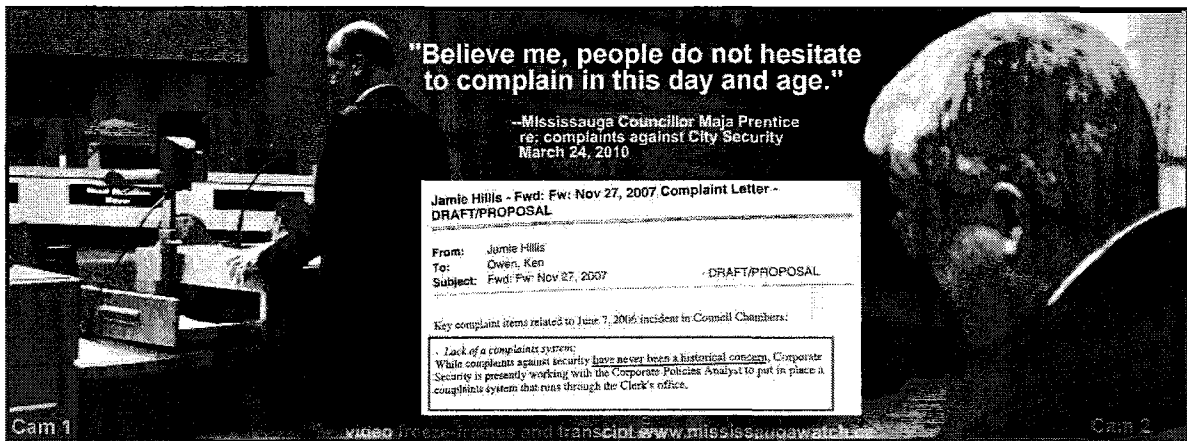 "Believe me, people do not hesitate
to complain in this day and age."
--Mississauga Councillor Maja Prentice
re; complaints against City Security
March 24, 2010
Jamie Hillis - Fwd: Fw: Nov 27, 2007 Complaint Letter -
DRAFT/PROPOSAL
From: Jamie Hillis
To: Owen, Ken
Subject: Fwd: Fw: Nov 27, 2007 - DRAFT/PROPOSAL
Key complaint items related to June 7, 2006 incident in Council Chambers:
- Lack of a complaints system;
While complaints against security have never been a historical concern, Corporate
Security is presently working with the Corporate Policies Analyst to put in place a
complaints system that runs through the Clerk's office.
Mayor
Cam 1
video freeze-frames and transcipt www.mississaugawatch.ca
Cam 2